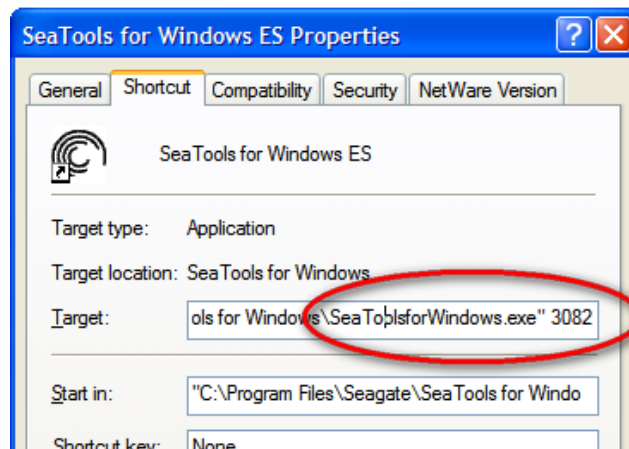 SeaTools for Windows ES Properties
General Shortcut Compatibility Security NetWare Version
SeaTools for Windows ES
Target type: Application
Target location: SeaTools for Windows
Target: ols for Windows\SeaToolsforWindows.exe" 3082
Start in: "C:\Program Files\Seagate\SeaTools for Windo
Shortcut key: None